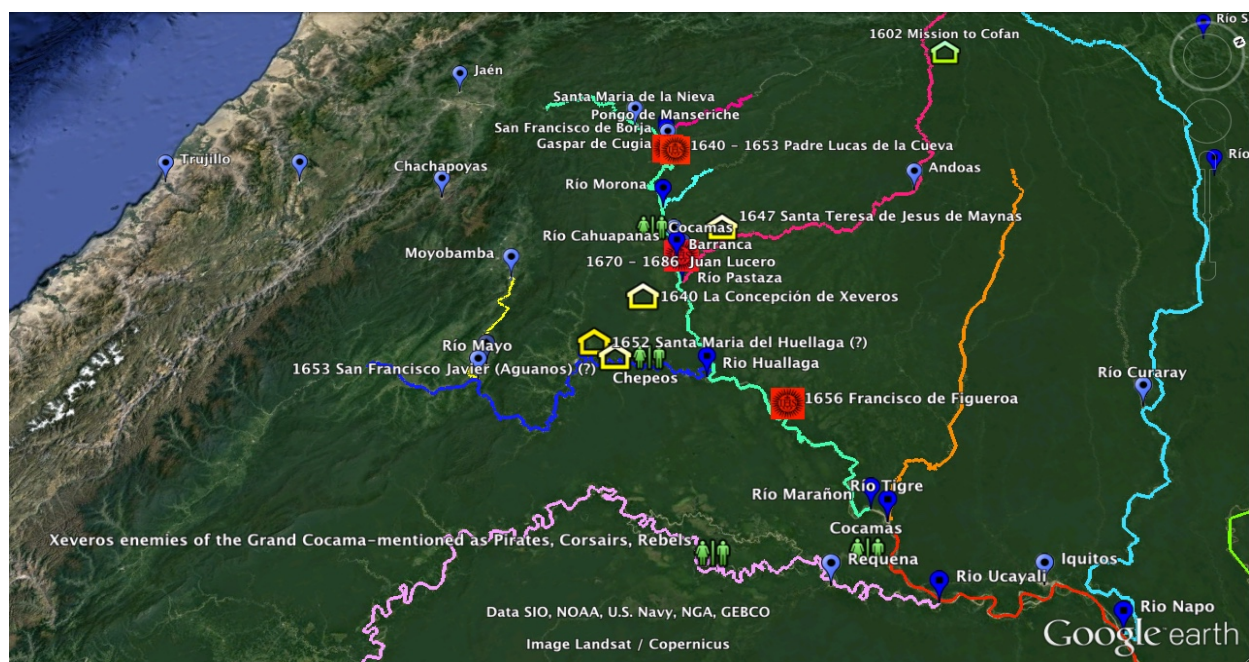 1602 Mission to Cofan
Río S
N
Jaén
Santa Maria de la Nieva
Pongo de Manseriche
San Francisco de Borja
Gaspar de Cugia
1640 - 1653 Padre Lucas de la Cueva
Río
Trujillo
Chachapoyas
Andoas
Río Morona
1647 Santa Teresa de Jesus de Maynas
Cocamas
Río Cahuapanas
Barranca
Moyobamba
1670 - 1686 Juan Lucero
Río Pastaza
1640 La Concepción de Xeveros
1652 Santa Maria del Huellaga (?)
Río Mayo
1653 San Francisco Javier (Aguanos) (?)
Rio Huallaga
Chepeos
Río Curaray
1656 Francisco de Figueroa
Río Tigre
Río Marañon
Cocamas
Xeveros enemies of the Grand Cocama-mentioned as Pirates, Corsairs, Rebels
Requena
Iquitos
Rio Ucayali
Rio Napo
Data SIO, NOAA, U.S. Navy, NGA, GEBCO
Image Landsat / Copernicus
Google earth